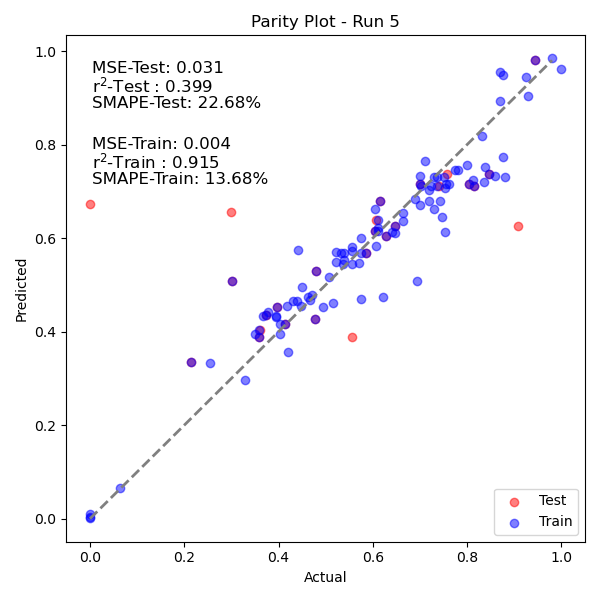 Parity Plot - Run 5
MSE-Test: 0.031
r²-Test : 0.399
SMAPE-Test: 22.68%
MSE-Train: 0.004
r²-Train : 0.915
SMAPE-Train: 13.68%
1.0
0.8
0.6
0.4
0.2
0.0
Predicted
Test
Train
0.0 0.2 0.4 0.6 0.8 1.0
Actual